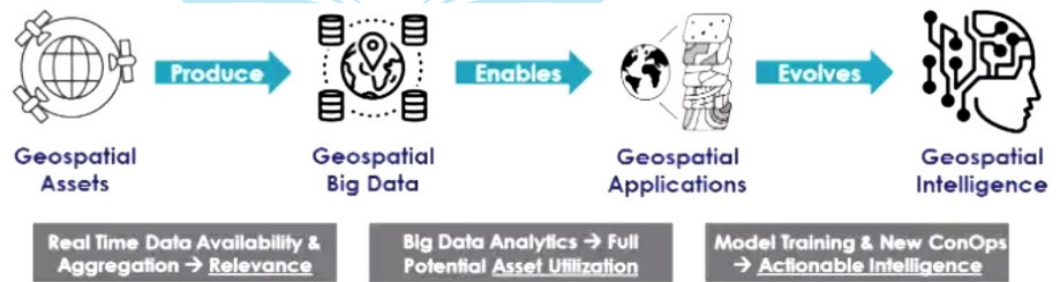 Produce
Enables
Evolves
Geospatial
Assets
Geospatial
Big Data
Geospatial
Applications
Geospatial
Intelligence
Real Time Data Availability &
Aggregation → Relevance
Big Data Analytics → Full
Potential Asset Utilization
Model Training & New ConOps
→ Actionable Intelligence